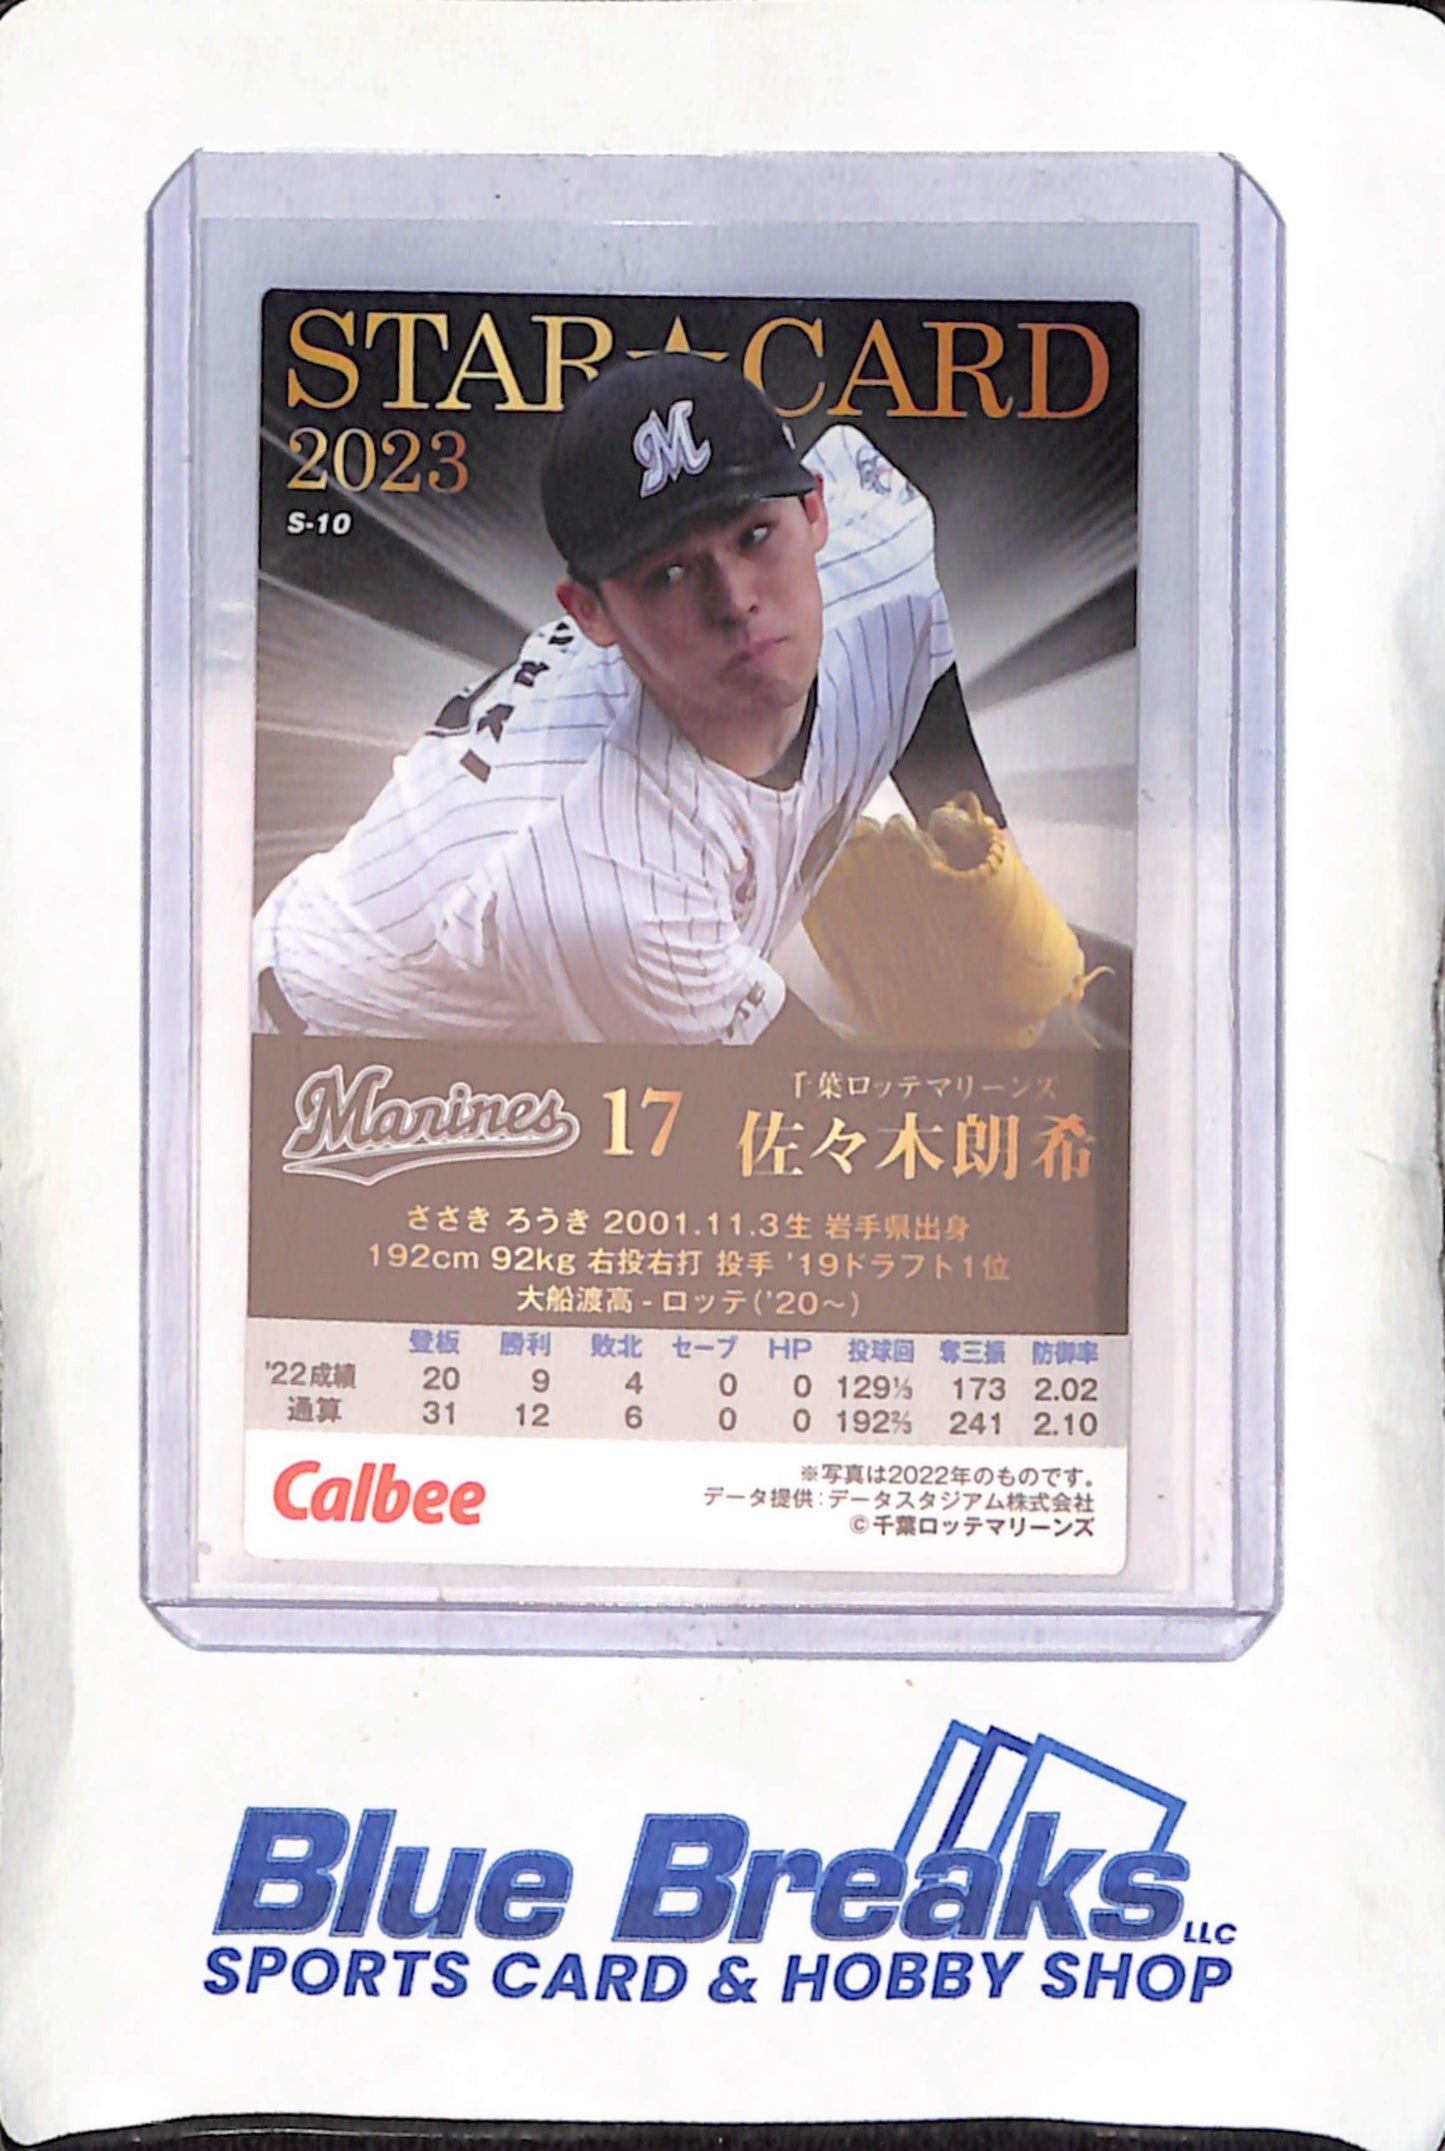 STAR★CARD
2023
S-10
M
Marines 17 千葉ロッテマリーンズ
佐々木朗希
ささき ろうき 2001.11.3生 岩手県出身
192cm 92kg 右投右打 投手 '19ドラフト1位
大船渡高 - ロッテ('20～)
登板 勝利 敗北 セーブ HP 投球回 奪三振 防御率
'22成績 20 9 4 0 0 129⅓ 173 2.02
通算 31 12 6 0 0 192⅔ 241 2.10
Calbee
※写真は2022年のものです。
データ提供：データスタジアム株式会社
©千葉ロッテマリーンズ
Blue Breaks LLC
SPORTS CARD & HOBBY SHOP